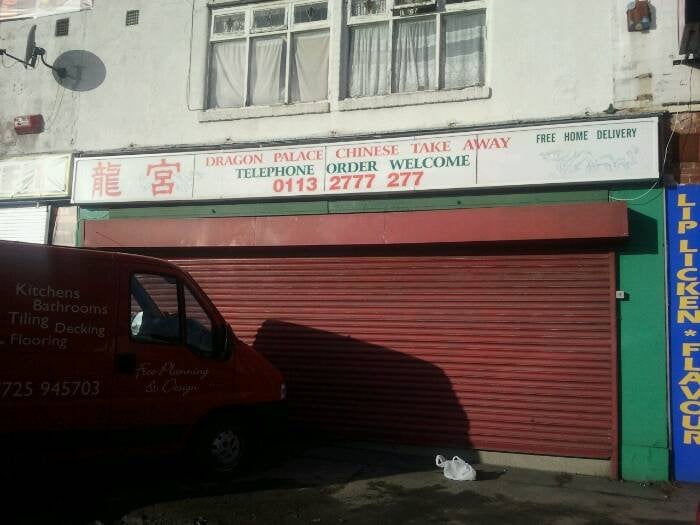 龍宮
DRAGON PALACE CHINESE TAKE AWAY
TELEPHONE ORDER WELCOME
0113 2777 277
FREE HOME DELIVERY
LIP LICKEN * FLAVOUR
Kitchens
Bathrooms
Tiling Decking
Flooring
7725 945703
Free Planning
& Design